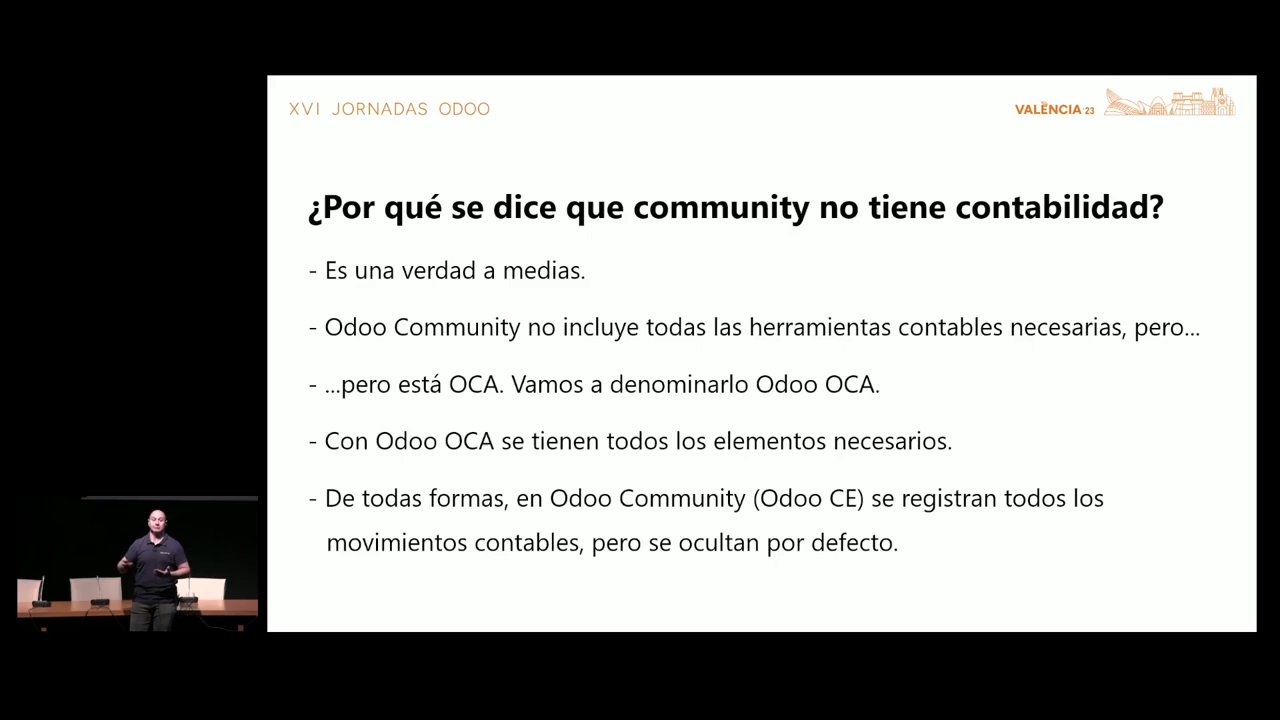 XVI JORNADAS ODOO
VALÈNCIA '23
¿Por qué se dice que community no tiene contabilidad?
- Es una verdad a medias.
- Odoo Community no incluye todas las herramientas contables necesarias, pero...
- ...pero está OCA. Vamos a denominarlo Odoo OCA.
- Con Odoo OCA se tienen todos los elementos necesarios.
- De todas formas, en Odoo Community (Odoo CE) se registran todos los
movimientos contables, pero se ocultan por defecto.